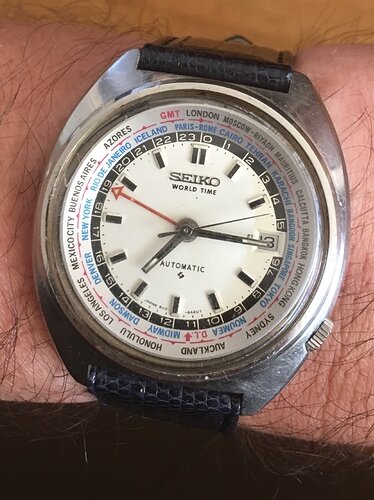 SEIKO
WORLD TIME
AUTOMATIC
GMT LONDON MOSCOW-RIYADH MAURITIUS CALCUTTA BANGKOK HONG KONG SYDNEY AUCKLAND HONOLULU LOS ANGELES MEXICO CITY BUENOS AIRES AZORES
PARIS-ROME CAIRO TEHRAN KARACHI RANGOON SINGAPORE TOKYO NOUMEA D.L MIDWAY DAWSON DENVER NEW YORK RIO DE JANEIRO ICELAND